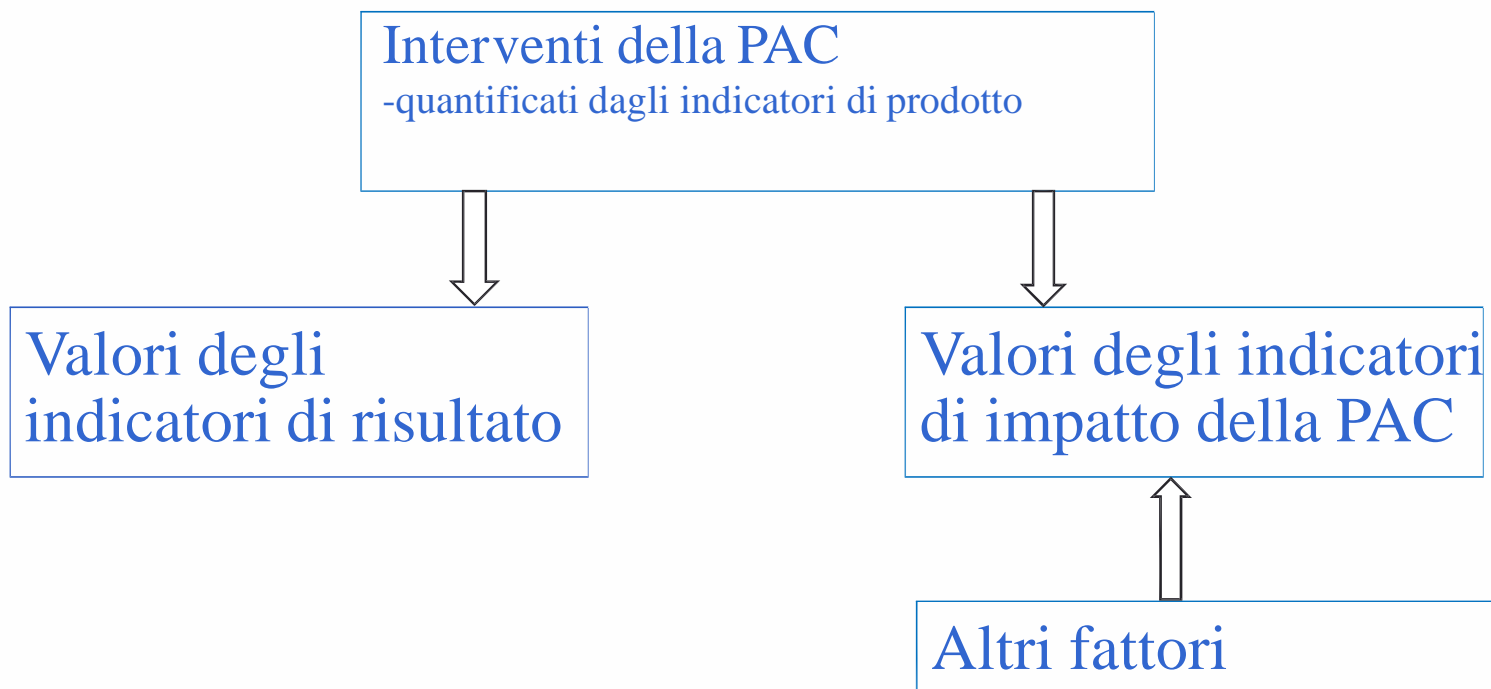 Interventi della PAC
-quantificati dagli indicatori di prodotto
Valori degli
indicatori di risultato
Valori degli indicatori
di impatto della PAC
Altri fattori